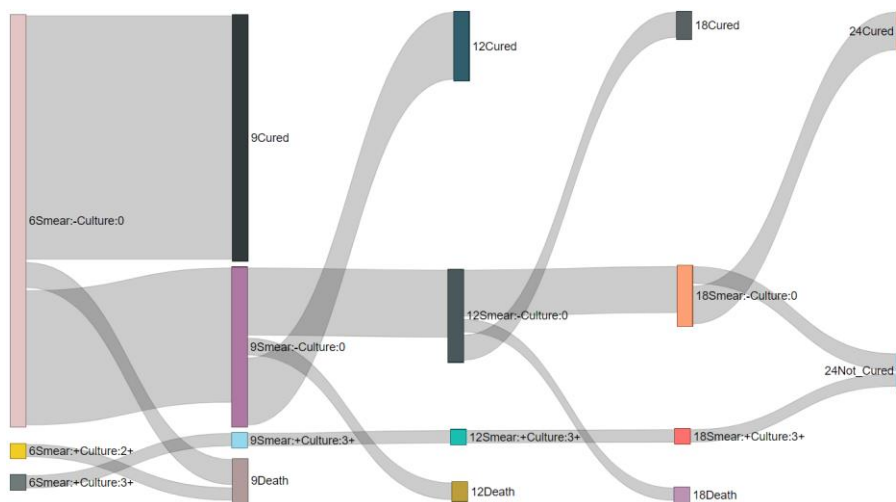 12Cured
18Cured
24Cured
9Cured
6Smear:-Culture:0
18Smear:-Culture:0
12Smear:-Culture:0
9Smear:-Culture:0
24Not_Cured
6Smear:+Culture:2+
9Smear:+Culture:3+
12Smear:+Culture:3+
18Smear:+Culture:3+
6Smear:+Culture:3+
9Death
12Death
18Death